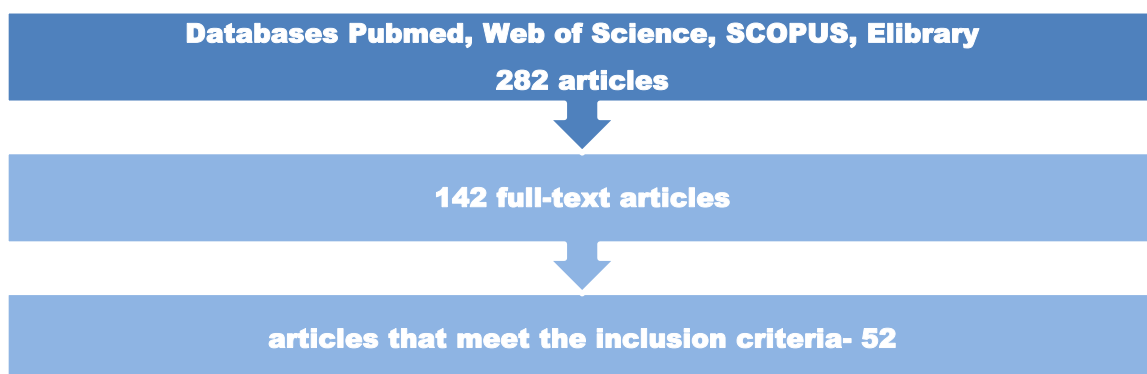 Databases Pubmed, Web of Science, SCOPUS, Elibrary
282 articles
142 full-text articles
articles that meet the inclusion criteria- 52